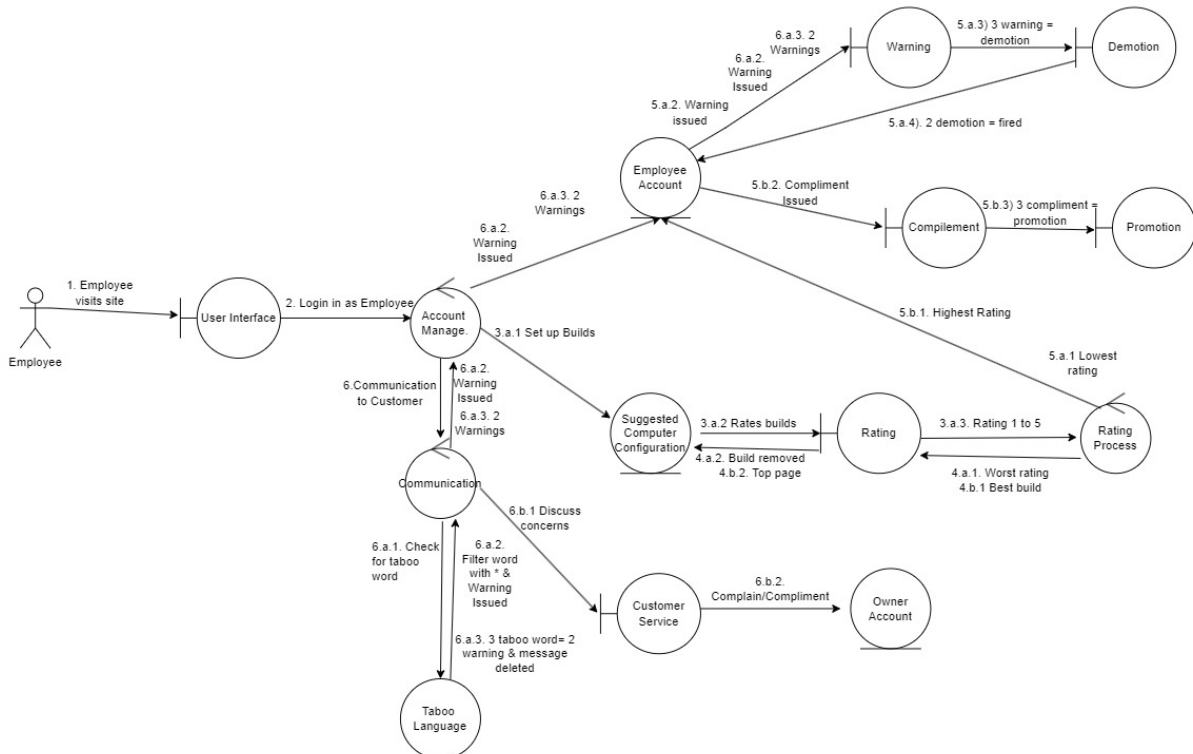 6.a.3. 2
Warnings
6.a.2.
Warning
Issued
5.a.2. Warning
issued
Warning
5.a.3) 3 warning =
demotion
Demotion
5.a.4). 2 demotion = fired
Employee
Account
5.b.2. Compliment
Issued
Compilement
5.b.3) 3 compliment =
promotion
Promotion
6.a.3. 2
Warnings
6.a.2.
Warning
Issued
1. Employee
visits site
Employee
User Interface
2. Login in as Employee
Account
Manage.
3.a.1 Set up Builds
5.b.1. Highest Rating
5.a.1 Lowest
rating
6.Communication
to Customer
6.a.2.
Warning
Issued
6.a.3. 2
Warnings
Suggested
Computer
Configuration
3.a.2 Rates builds
4.a.2. Build removed
4.b.2. Top page
Rating
3.a.3. Rating 1 to 5
4.a.1. Worst rating
4.b.1 Best build
Rating
Process
Communication
6.b.1 Discuss
concerns
6.a.1. Check
for taboo
word
6.a.2.
Filter word
with * &
Warning
Issued
6.a.3. 3 taboo word= 2
warning & message
deleted
Customer
Service
6.b.2.
Complain/Compliment
Owner
Account
Taboo
Language